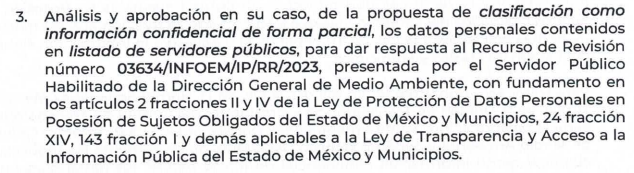 3. Análisis y aprobación en su caso, de la propuesta de clasificación como
información confidencial de forma parcial, los datos personales contenidos
en listado de servidores públicos, para dar respuesta al Recurso de Revisión
número 03634/INFOEM/IP/RR/2023, presentada por el Servidor Público
Habilitado de la Dirección General de Medio Ambiente, con fundamento en
los artículos 2 fracciones II y IV de la Ley de Protección de Datos Personales en
Posesión de Sujetos Obligados del Estado de México y Municipios, 24 fracción
XIV, 143 fracción I y demás aplicables a la Ley de Transparencia y Acceso a la
Información Pública del Estado de México y Municipios.